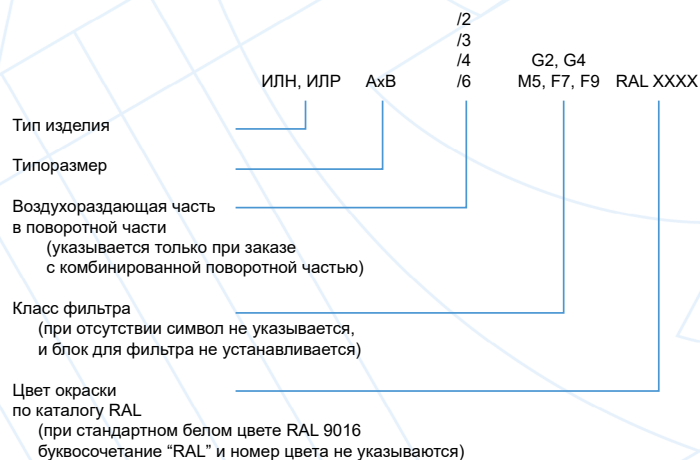 /2
/3
/4 G2, G4
ИЛН, ИЛР АхВ /6 M5, F7, F9 RAL XXXX
Тип изделия
Типоразмер
Воздухораздающая часть
в поворотной части
(указывается только при заказе
с комбинированной поворотной частью)
Класс фильтра
(при отсутствии символ не указывается,
и блок для фильтра не устанавливается)
Цвет окраски
по каталогу RAL
(при стандартном белом цвете RAL 9016
буквосочетание “RAL” и номер цвета не указываются)